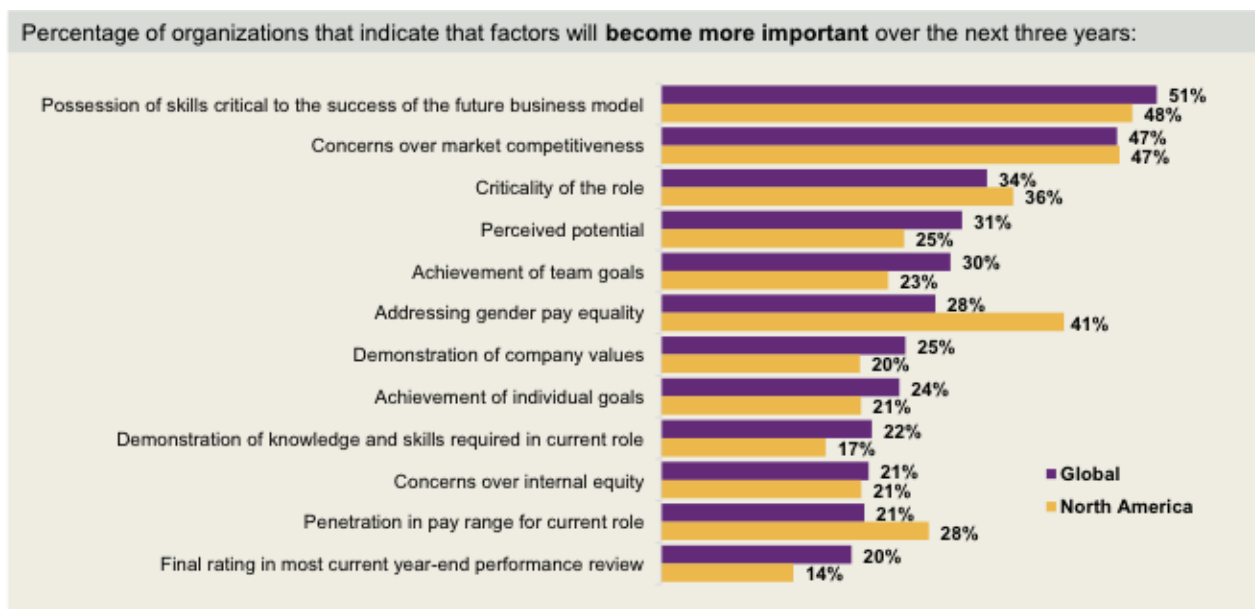 Percentage of organizations that indicate that factors will become more important over the next three years:
Possession of skills critical to the success of the future business model
51%
48%
Concerns over market competitiveness
47%
47%
Criticality of the role
34%
36%
Perceived potential
31%
25%
Achievement of team goals
30%
23%
Addressing gender pay equality
28%
41%
Demonstration of company values
25%
20%
Achievement of individual goals
24%
21%
Demonstration of knowledge and skills required in current role
22%
17%
Concerns over internal equity
21%
21%
Penetration in pay range for current role
21%
28%
Final rating in most current year-end performance review
20%
14%
Global
North America